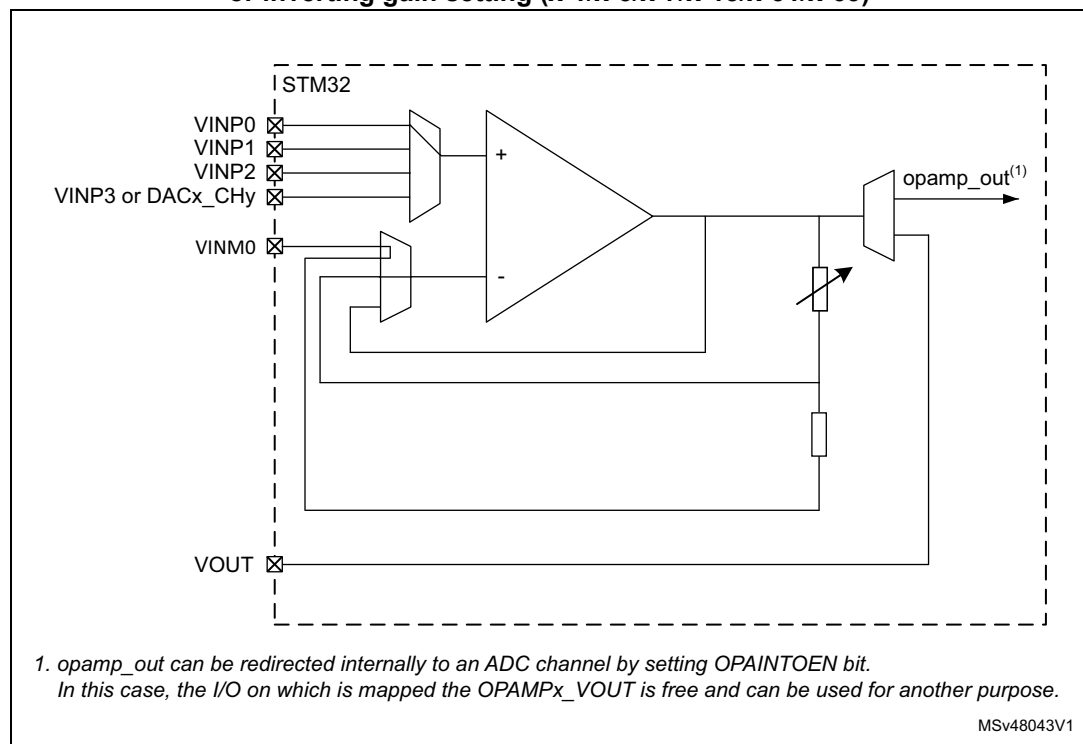 STM32
VINP0
VINP1
VINP2
VINP3 or DACx_CHy
VINM0
+
-
opamp_out(1)
VOUT
1. opamp_out can be redirected internally to an ADC channel by setting OPAINTOEN bit.
In this case, the I/O on which is mapped the OPAMPx_VOUT is free and can be used for another purpose.
MSv48043V1